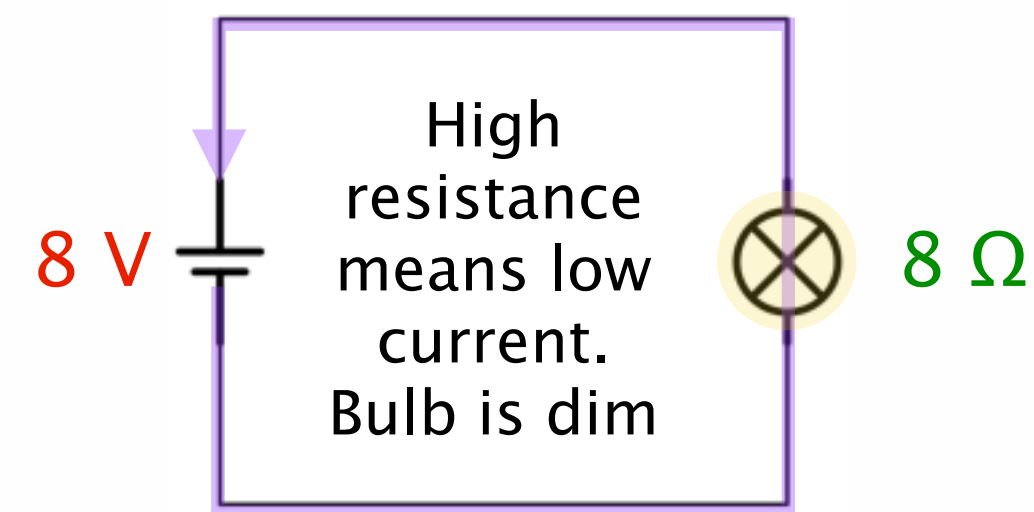 High
resistance
means low
current.
Bulb is dim
8 V
8 Ω